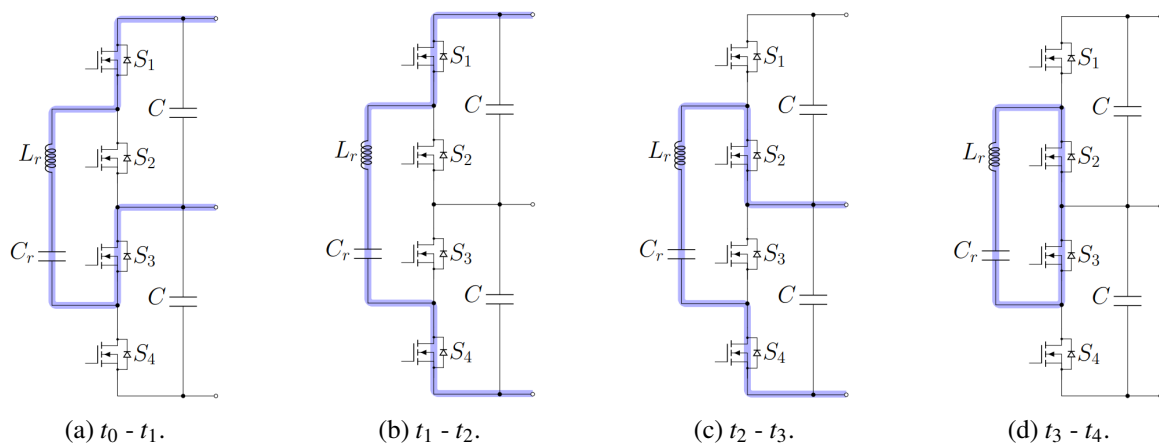 S₁
C
Lᵣ
S₂
Cᵣ
S₃
C
S₄
(a) t₀ - t₁.
S₁
C
Lᵣ
S₂
Cᵣ
S₃
C
S₄
(b) t₁ - t₂.
S₁
C
Lᵣ
S₂
Cᵣ
S₃
C
S₄
(c) t₂ - t₃.
S₁
C
Lᵣ
S₂
Cᵣ
S₃
C
S₄
(d) t₃ - t₄.